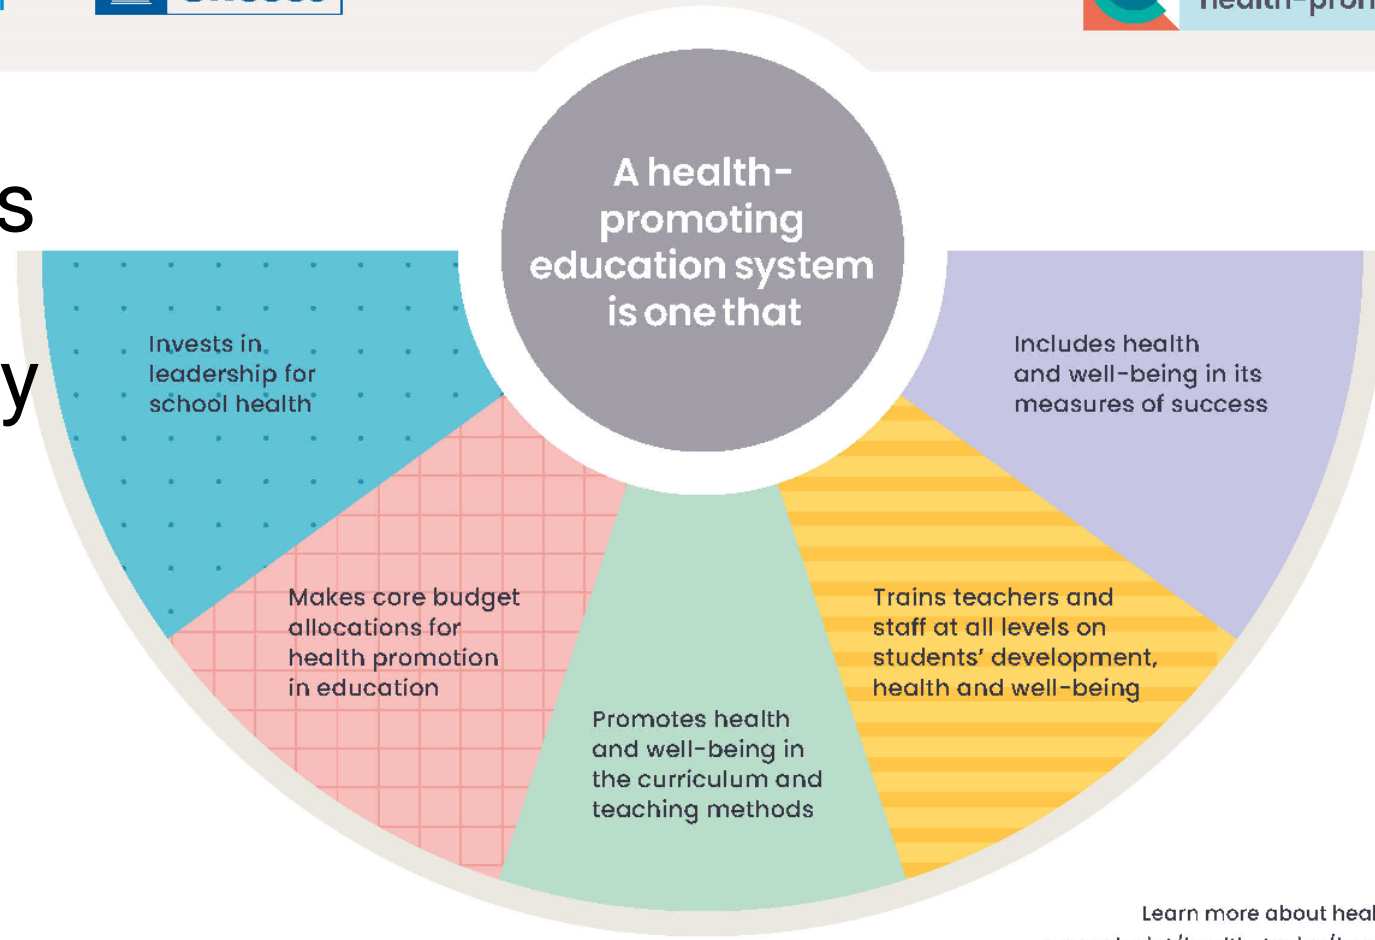 unesco
health-prom
s
y
A health-
promoting
education system
is one that
Invests in
leadership for
school health
Includes health
and well-being in its
measures of success
Makes core budget
allocations for
health promotion
in education
Trains teachers and
staff at all levels on
students’ development,
health and well-being
Promotes health
and well-being in
the curriculum and
teaching methods
Learn more about heal